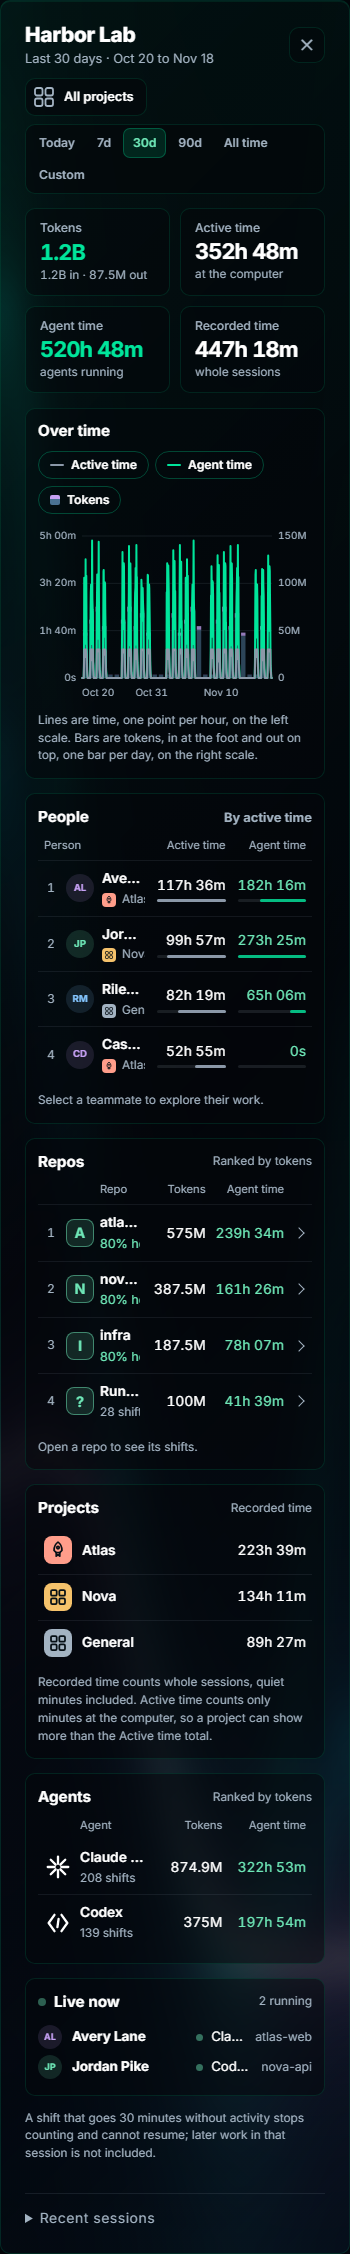 Harbor Lab
Last 30 days · Oct 20 to Nov 18
All projects
Today 7d 30d 90d All time
Custom
Tokens
1.2B
1.2B in · 87.5M out
Active time
352h 48m
at the computer
Agent time
520h 48m
agents running
Recorded time
447h 18m
whole sessions
Over time
Active time
Agent time
Tokens
5h 00m 150M
3h 20m 100M
1h 40m 50M
0s 0
Oct 20 Oct 31 Nov 10
Lines are time, one point per hour, on the left
scale. Bars are tokens, in at the foot and out on
top, one bar per day, on the right scale.
People By active time
Person Active time Agent time
1 AL Ave... 117h 36m 182h 16m
Atlas
2 JP Jor... 99h 57m 273h 25m
Nov
3 RM Rile... 82h 19m 65h 06m
Gen
4 CD Cas... 52h 55m 0s
Atlas
Select a teammate to explore their work.
Repos Ranked by tokens
Repo Tokens Agent time
1 A atla... 575M 239h 34m
80% h
2 N nov... 387.5M 161h 26m
80% h
3 I infra 187.5M 78h 07m
80% h
4 ? Run... 100M 41h 39m
28 shift
Open a repo to see its shifts.
Projects Recorded time
Atlas 223h 39m
Nova 134h 11m
General 89h 27m
Recorded time counts whole sessions, quiet
minutes included. Active time counts only
minutes at the computer, so a project can show
more than the Active time total.
Agents Ranked by tokens
Agent Tokens Agent time
Claude ... 874.9M 322h 53m
208 shifts
Codex 375M 197h 54m
139 shifts
Live now 2 running
AL Avery Lane Cla... atlas-web
JP Jordan Pike Cod... nova-api
A shift that goes 30 minutes without activity stops
counting and cannot resume; later work in that
session is not included.
Recent sessions